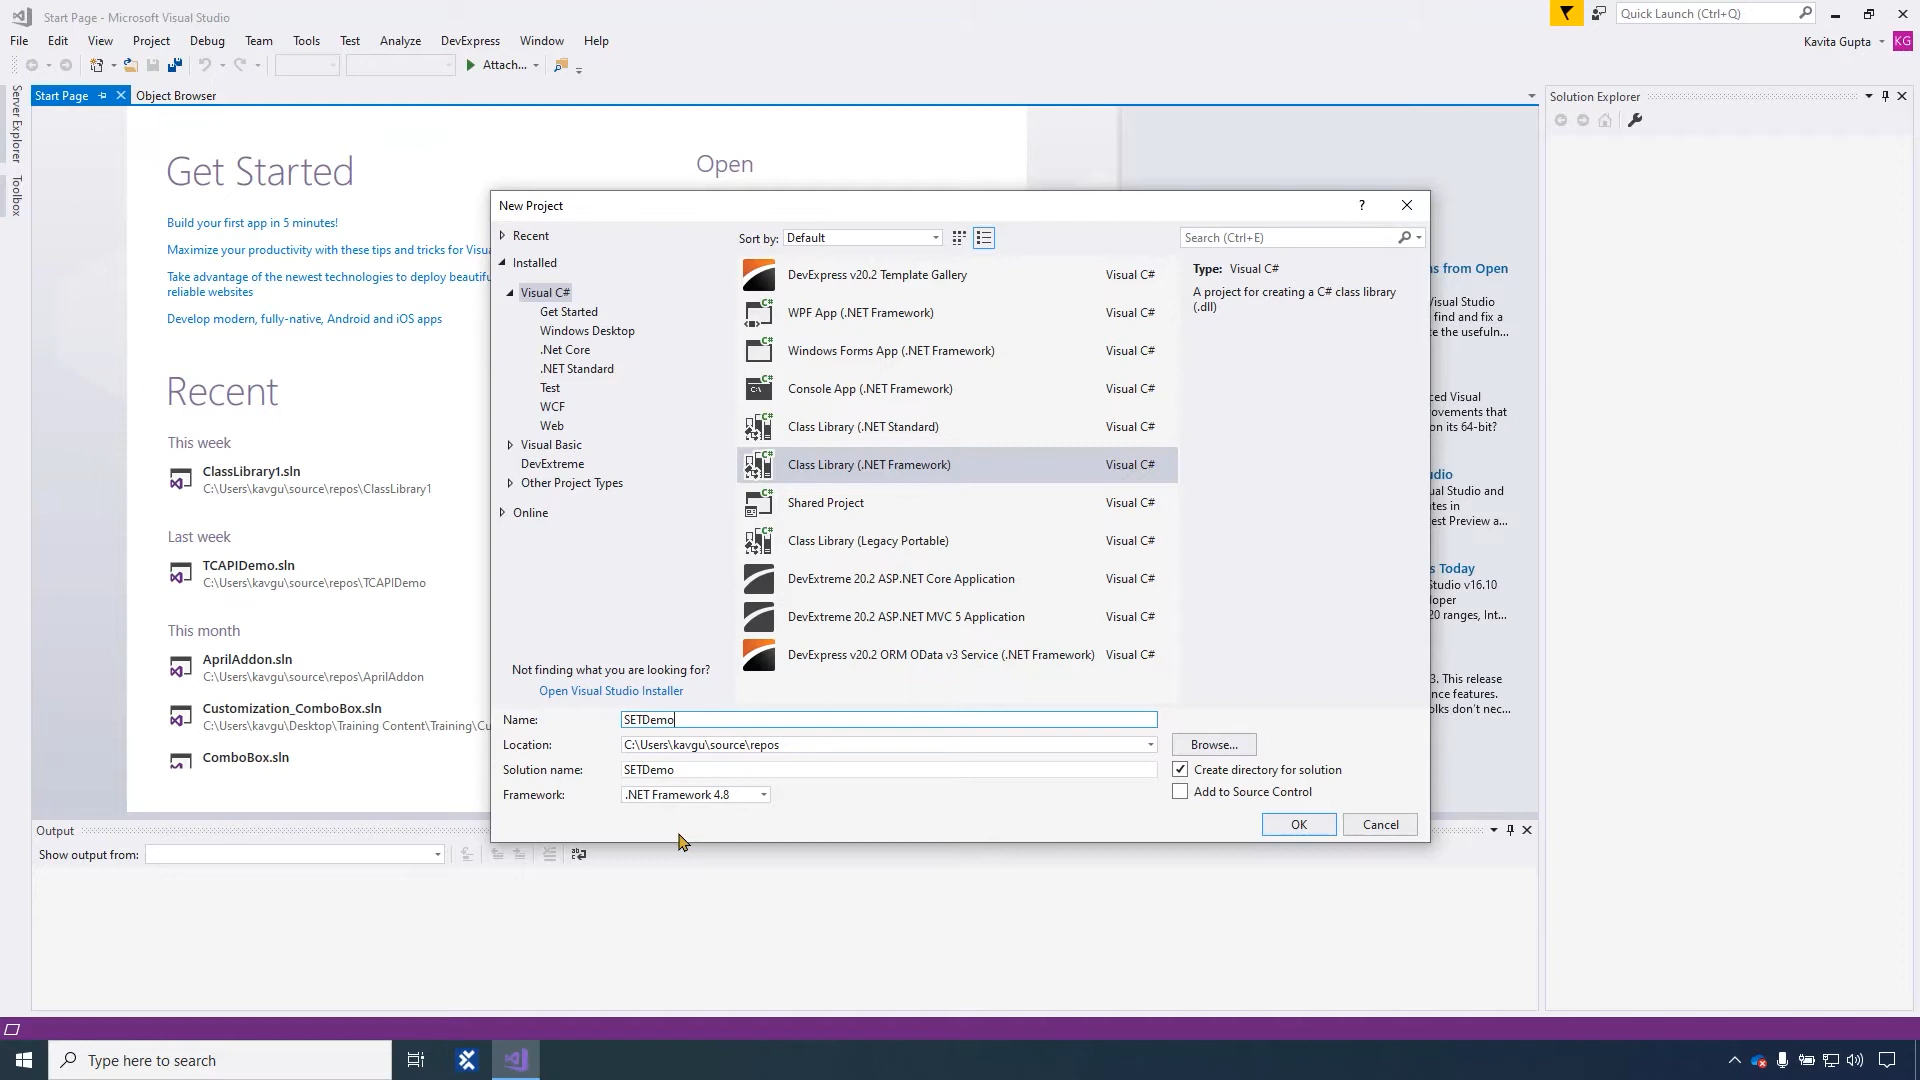 Start Page - Microsoft Visual Studio
Quick Launch (Ctrl+Q)
File Edit View Project Debug Team Tools Test Analyze DevExpress Window Help
Kavita Gupta KG
Attach...
Server Explorer
Toolbox
Start Page
Object Browser
Solution Explorer
Get Started
Build your first app in 5 minutes!
Maximize your productivity with these tips and tricks for Visua
Take advantage of the newest technologies to deploy beautifu
reliable websites
Develop modern, fully-native, Android and iOS apps
Recent
This week
ClassLibrary1.sln
C:\Users\kavgu\source\repos\ClassLibrary1
Last week
TCAPIDemo.sln
C:\Users\kavgu\source\repos\TCAPIDemo
This month
AprilAddon.sln
C:\Users\kavgu\source\repos\AprilAddon
Customization_ComboBox.sln
C:\Users\kavgu\Desktop\Training Content\Training\Cu
ComboBox.sln
Open
New Project
Recent
Installed
Visual C#
Get Started
Windows Desktop
.Net Core
.NET Standard
Test
WCF
Web
Visual Basic
DevExtreme
Other Project Types
Online
Not finding what you are looking for?
Open Visual Studio Installer
Sort by: Default
Search (Ctrl+E)
DevExpress v20.2 Template Gallery Visual C#
WPF App (.NET Framework) Visual C#
Windows Forms App (.NET Framework) Visual C#
Console App (.NET Framework) Visual C#
Class Library (.NET Standard) Visual C#
Class Library (.NET Framework) Visual C#
Shared Project Visual C#
Class Library (Legacy Portable) Visual C#
DevExtreme 20.2 ASP.NET Core Application Visual C#
DevExtreme 20.2 ASP.NET MVC 5 Application Visual C#
DevExpress v20.2 ORM OData v3 Service (.NET Framework) Visual C#
Type: Visual C#
A project for creating a C# class library
(.dll)
Name: SETDemo
Location: C:\Users\kavgu\source\repos
Browse...
Solution name: SETDemo
Create directory for solution
Framework: .NET Framework 4.8
Add to Source Control
OK
Cancel
ns from Open
/isual Studio
find and fix a
te the usefuln...
ced Visual
ovements that
on its 64-bit?
dio
ual Studio and
ites in
est Preview a...
s Today
Studio v16.10
loper
20 ranges, Int...
3. This release
nce features.
olks don't nec...
Output
Show output from:
Type here to search